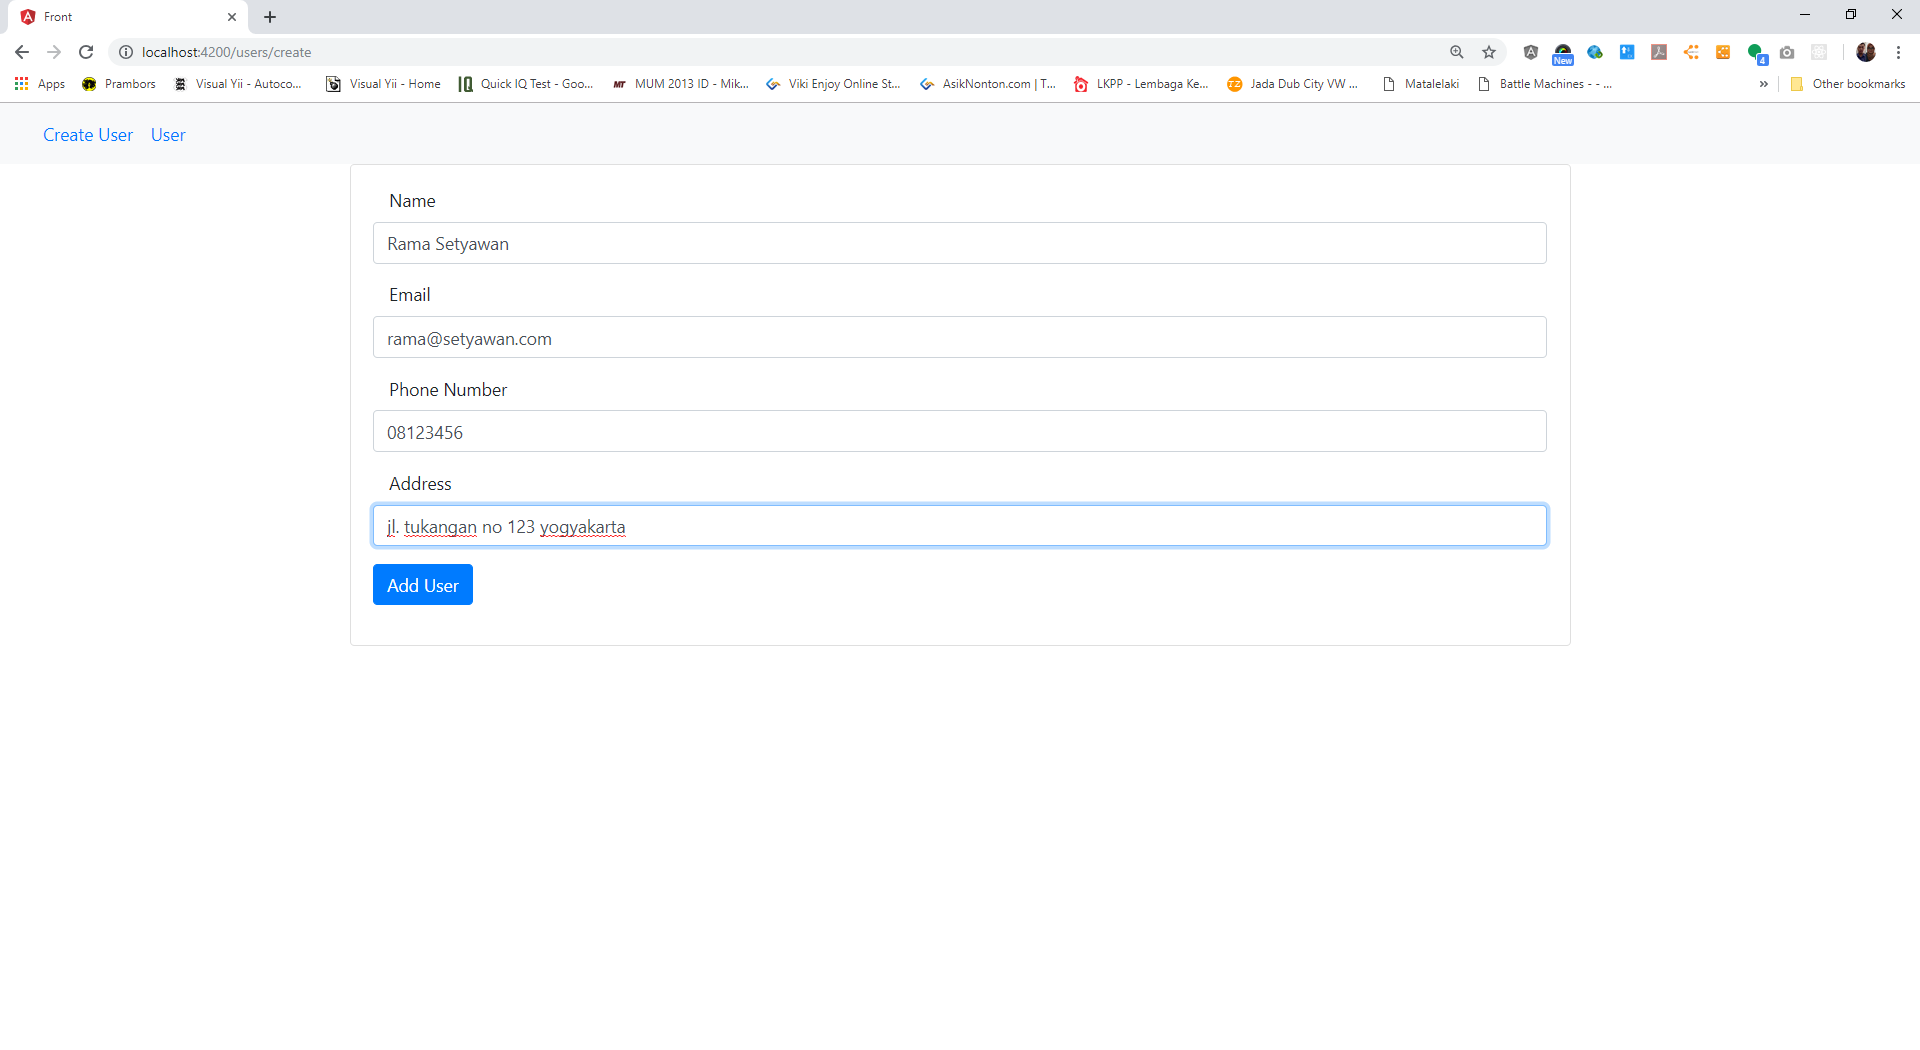 Front
localhost:4200/users/create
New
4
Apps Prambors Visual Yii - Autoco... Visual Yii - Home Quick IQ Test - Goo... MT MUM 2013 ID - Mik... Viki Enjoy Online St... AsikNonton.com | T... LKPP - Lembaga Ke... TZ Jada Dub City VW ... Matalelaki Battle Machines - - ... » Other bookmarks
Create User User
Name
Rama Setyawan
Email
rama@setyawan.com
Phone Number
08123456
Address
jl. tukangan no 123 yogyakarta
Add User